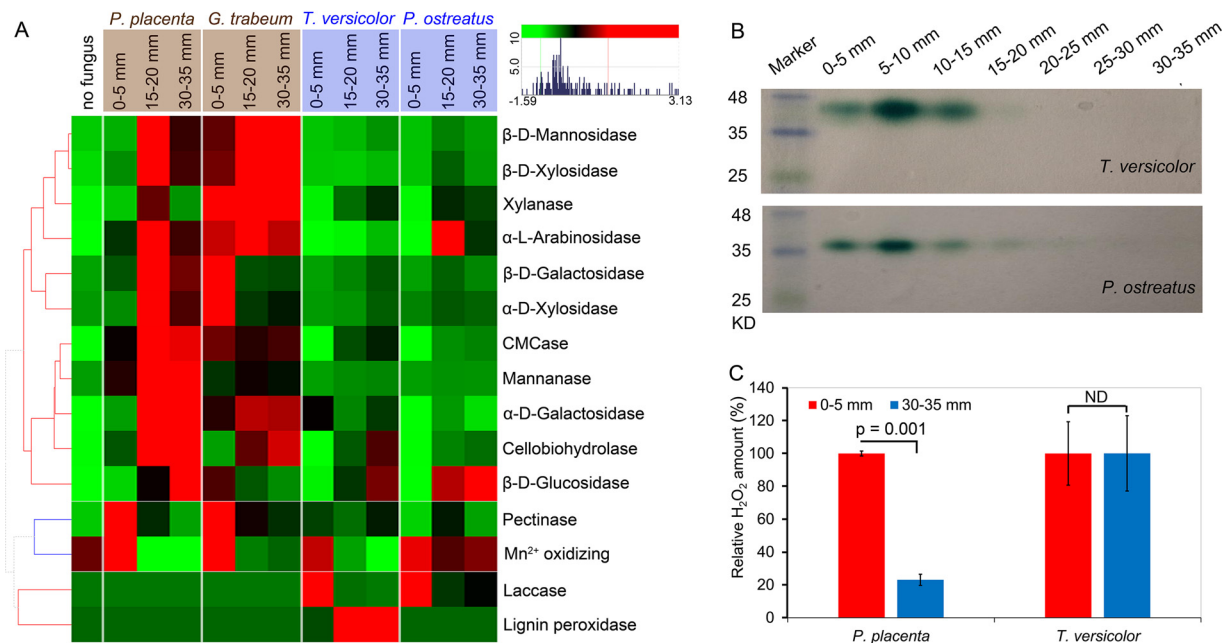 A
P. placenta G. trabeum T. versicolor P. ostreatus
no fungus 0-5 mm 15-20 mm 30-35 mm 0-5 mm 15-20 mm 30-35 mm 0-5 mm 15-20 mm 30-35 mm 0-5 mm 15-20 mm 30-35 mm
10
5.0
-1.59 0 3.13
β-D-Mannosidase
β-D-Xylosidase
Xylanase
α-L-Arabinosidase
β-D-Galactosidase
α-D-Xylosidase
CMCase
Mannanase
α-D-Galactosidase
Cellobiohydrolase
β-D-Glucosidase
Pectinase
Mn²⁺ oxidizing
Laccase
Lignin peroxidase
B
Marker 0-5 mm 5-10 mm 10-15 mm 15-20 mm 20-25 mm 25-30 mm 30-35 mm
48
35
25
T. versicolor
48
35
25
KD
P. ostreatus
C
Relative H₂O₂ amount (%)
140
120
100
80
60
40
20
0
0-5 mm 30-35 mm
p = 0.001
ND
P. placenta T. versicolor